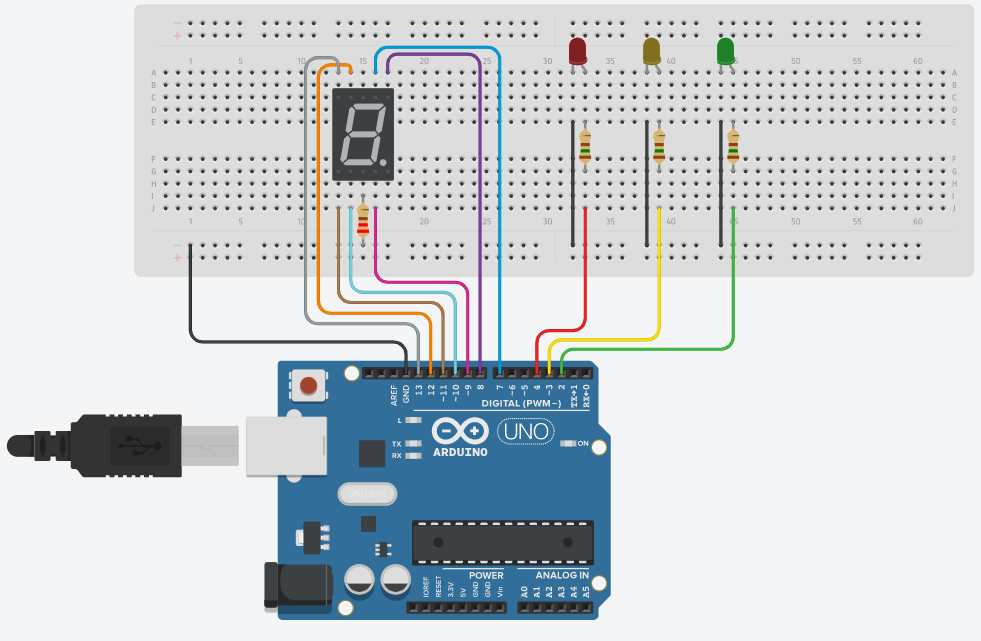 1 5 10 15 20 25 30 35 40 45 50 55 60
A A
B B
C C
D D
E E
F F
G G
H H
I I
J J
1 5 10 15 20 25 30 35 40 45 50 55 60
AREF
GND
13
12
~11
~10
~9
8
7
~6
~5
4
~3
2
TX→1
RX←0
DIGITAL (PWM~)
L
TX
RX
ARDUINO
UNO
ON
POWER
ANALOG IN
IOREF
RESET
3.3V
5V
GND
GND
Vin
A0
A1
A2
A3
A4
A5